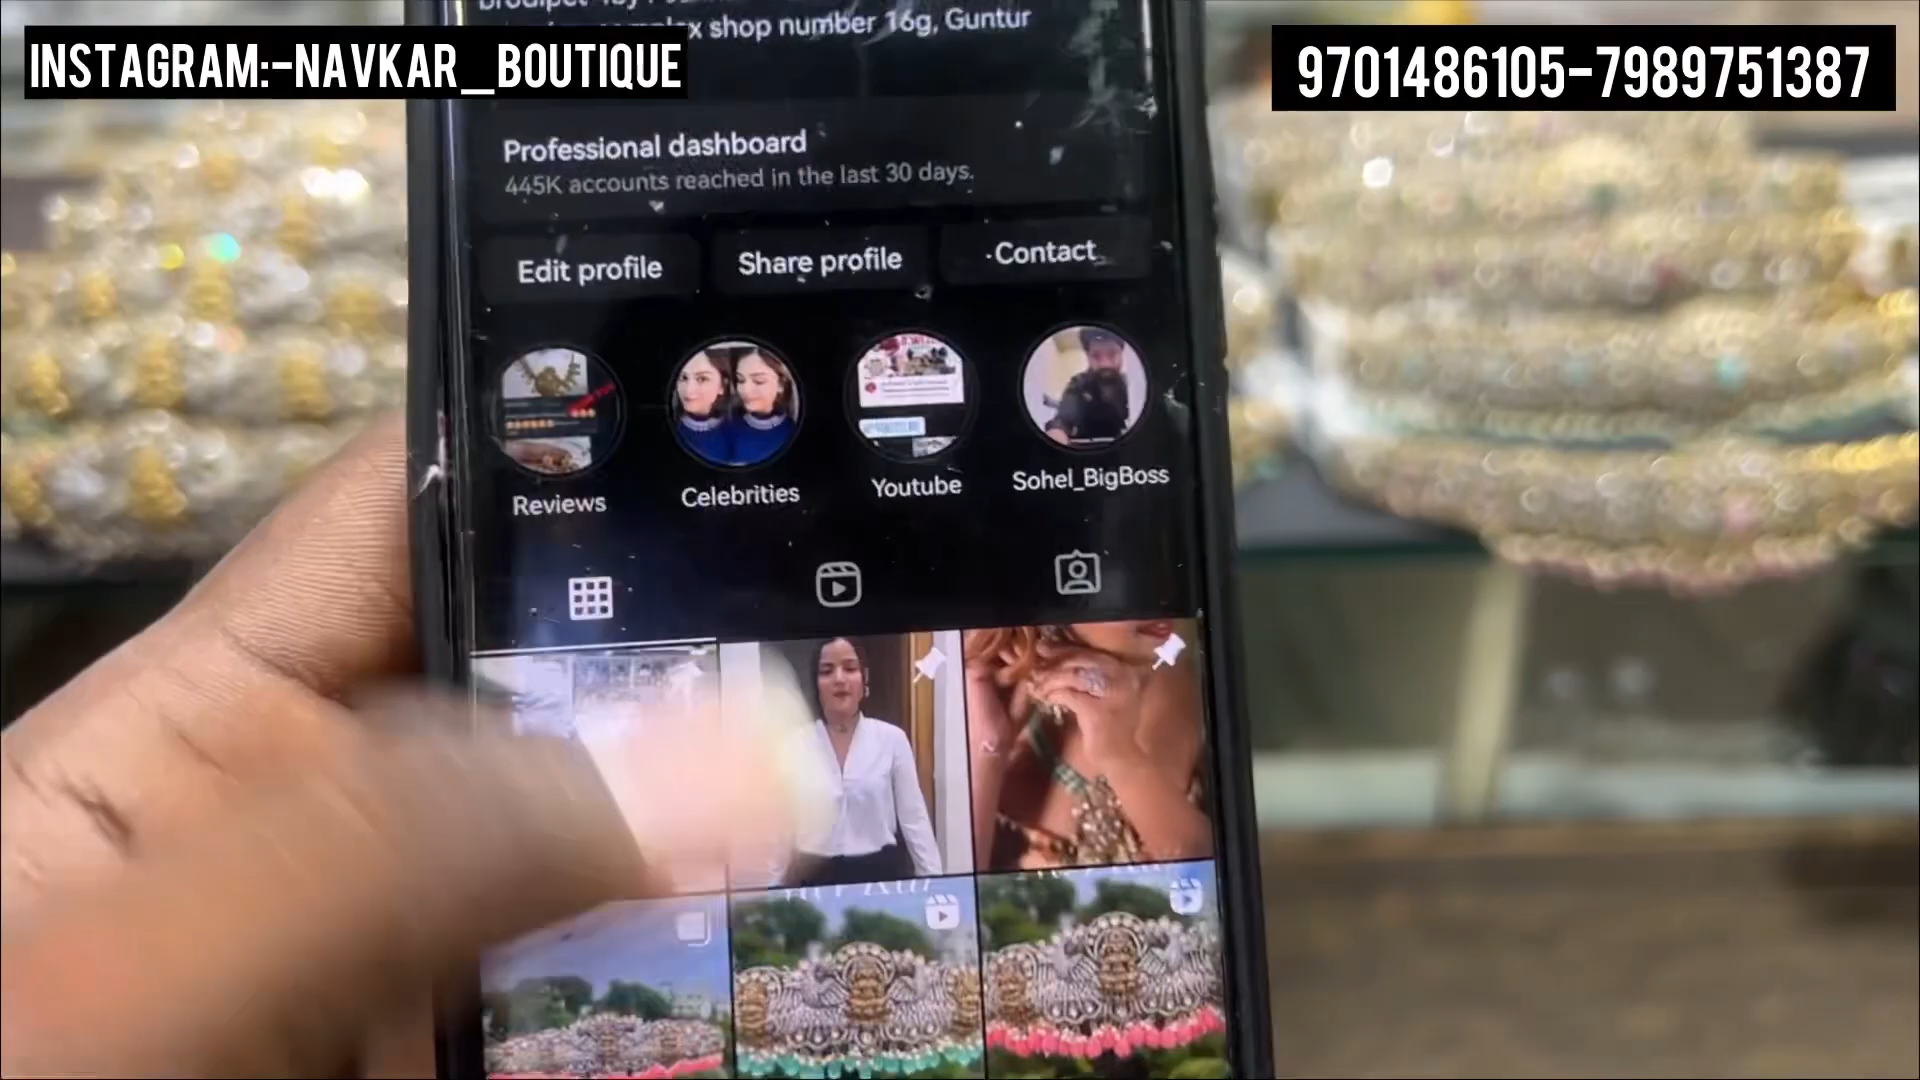 x shop number 16g, Guntur
INSTAGRAM:-NAVKAR_BOUTIQUE
9701486105-7989751387
Professional dashboard
445K accounts reached in the last 30 days.
Edit profile
Share profile
Contact
Reviews
Celebrities
Youtube
Sohel_BigBoss